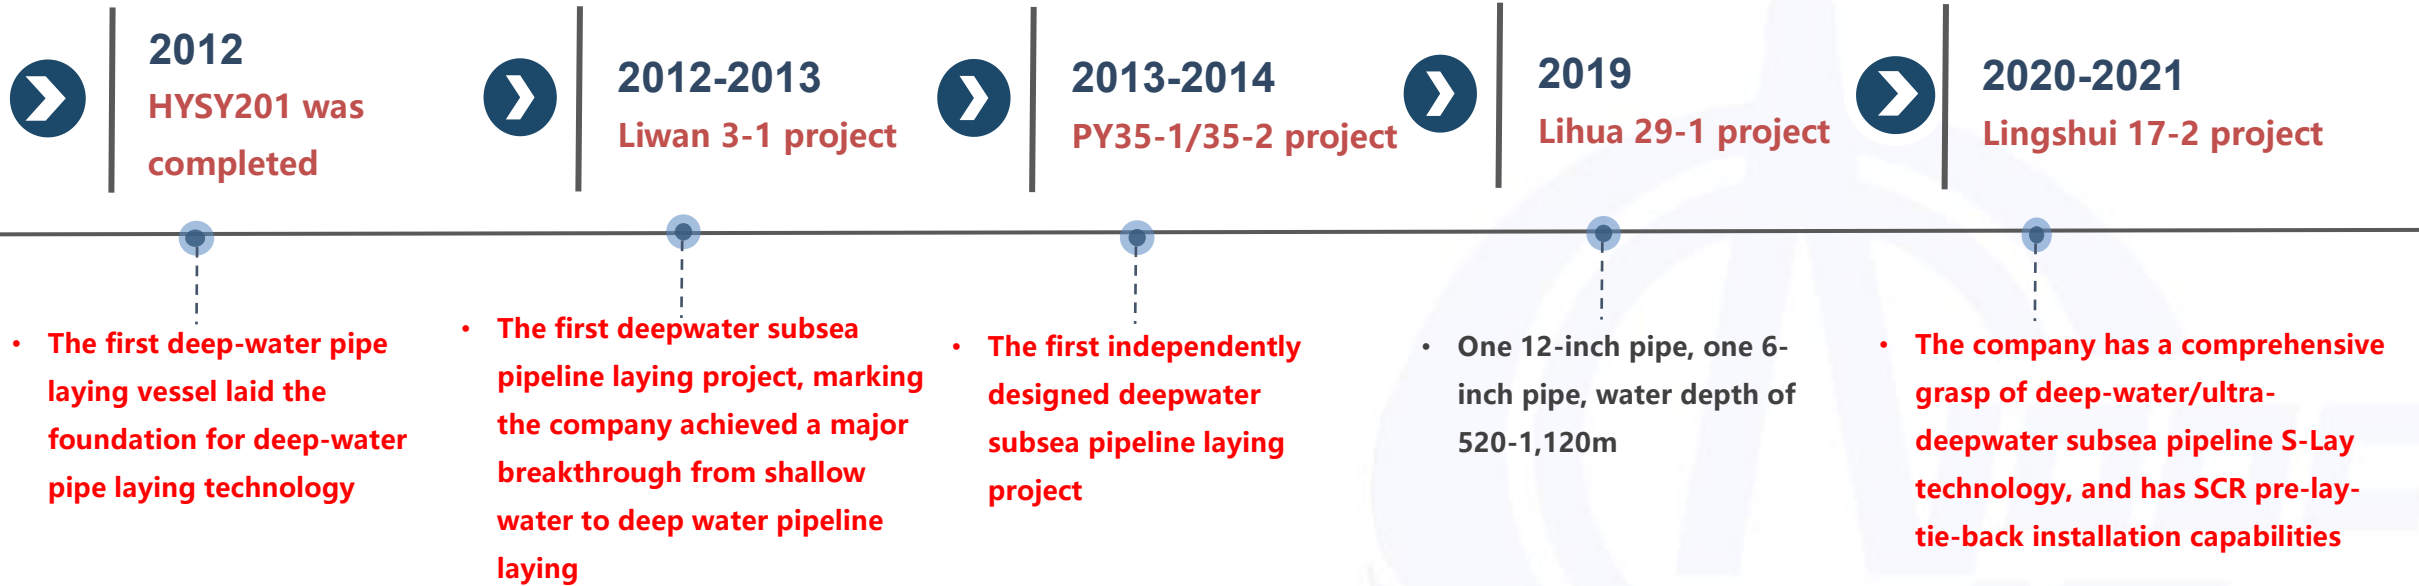 2012
HYSY201 was
completed
2012-2013
Liwan 3-1 project
2013-2014
PY35-1/35-2 project
2019
Lihua 29-1 project
2020-2021
Lingshui 17-2 project
• The first deep-water pipe
laying vessel laid the
foundation for deep-water
pipe laying technology
• The first deepwater subsea
pipeline laying project, marking
the company achieved a major
breakthrough from shallow
water to deep water pipeline
laying
• The first independently
designed deepwater
subsea pipeline laying
project
• One 12-inch pipe, one 6-
inch pipe, water depth of
520-1,120m
• The company has a comprehensive
grasp of deep-water/ultra-
deepwater subsea pipeline S-Lay
technology, and has SCR pre-lay-
tie-back installation capabilities